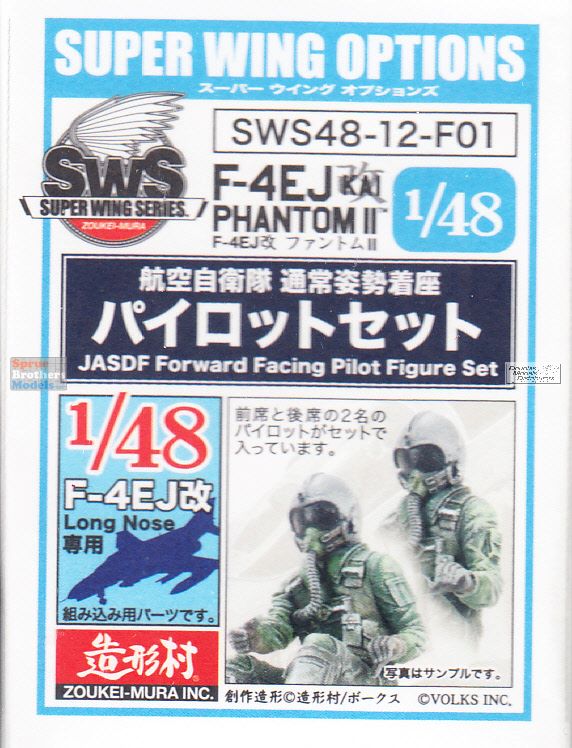 SUPER WING OPTIONS
スーパー ウイング オプションズ
SWS
SUPER WING SERIES
ZOUKEI-MURA
SWS48-12-F01
F-4EJ改 [KAI]
PHANTOM II™
F-4EJ改 ファントムII
1/48
航空自衛隊 通常姿勢着座
パイロットセット
JASDF Forward Facing Pilot Figure Set
Sprue
Brothers
Models
1/48
F-4EJ改
Long Nose
専用
組み込み用パーツです。
前席と後席の2名の
パイロットがセットで
入っています。
写真はサンプルです。
造形村®
ZOUKEI-MURA INC.
創作造形©造形村/ボークス ©VOLKS INC.